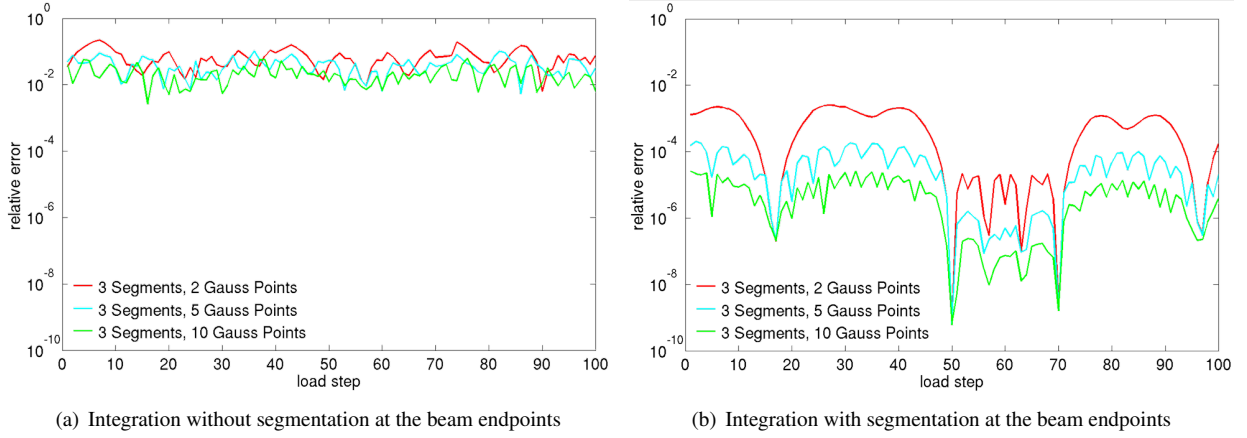 10^0
10^-2
10^-4
10^-6
10^-8
10^-10
relative error
3 Segments, 2 Gauss Points
3 Segments, 5 Gauss Points
3 Segments, 10 Gauss Points
0 10 20 30 40 50 60 70 80 90 100
load step
(a) Integration without segmentation at the beam endpoints
10^0
10^-2
10^-4
10^-6
10^-8
10^-10
relative error
3 Segments, 2 Gauss Points
3 Segments, 5 Gauss Points
3 Segments, 10 Gauss Points
0 10 20 30 40 50 60 70 80 90 100
load step
(b) Integration with segmentation at the beam endpoints